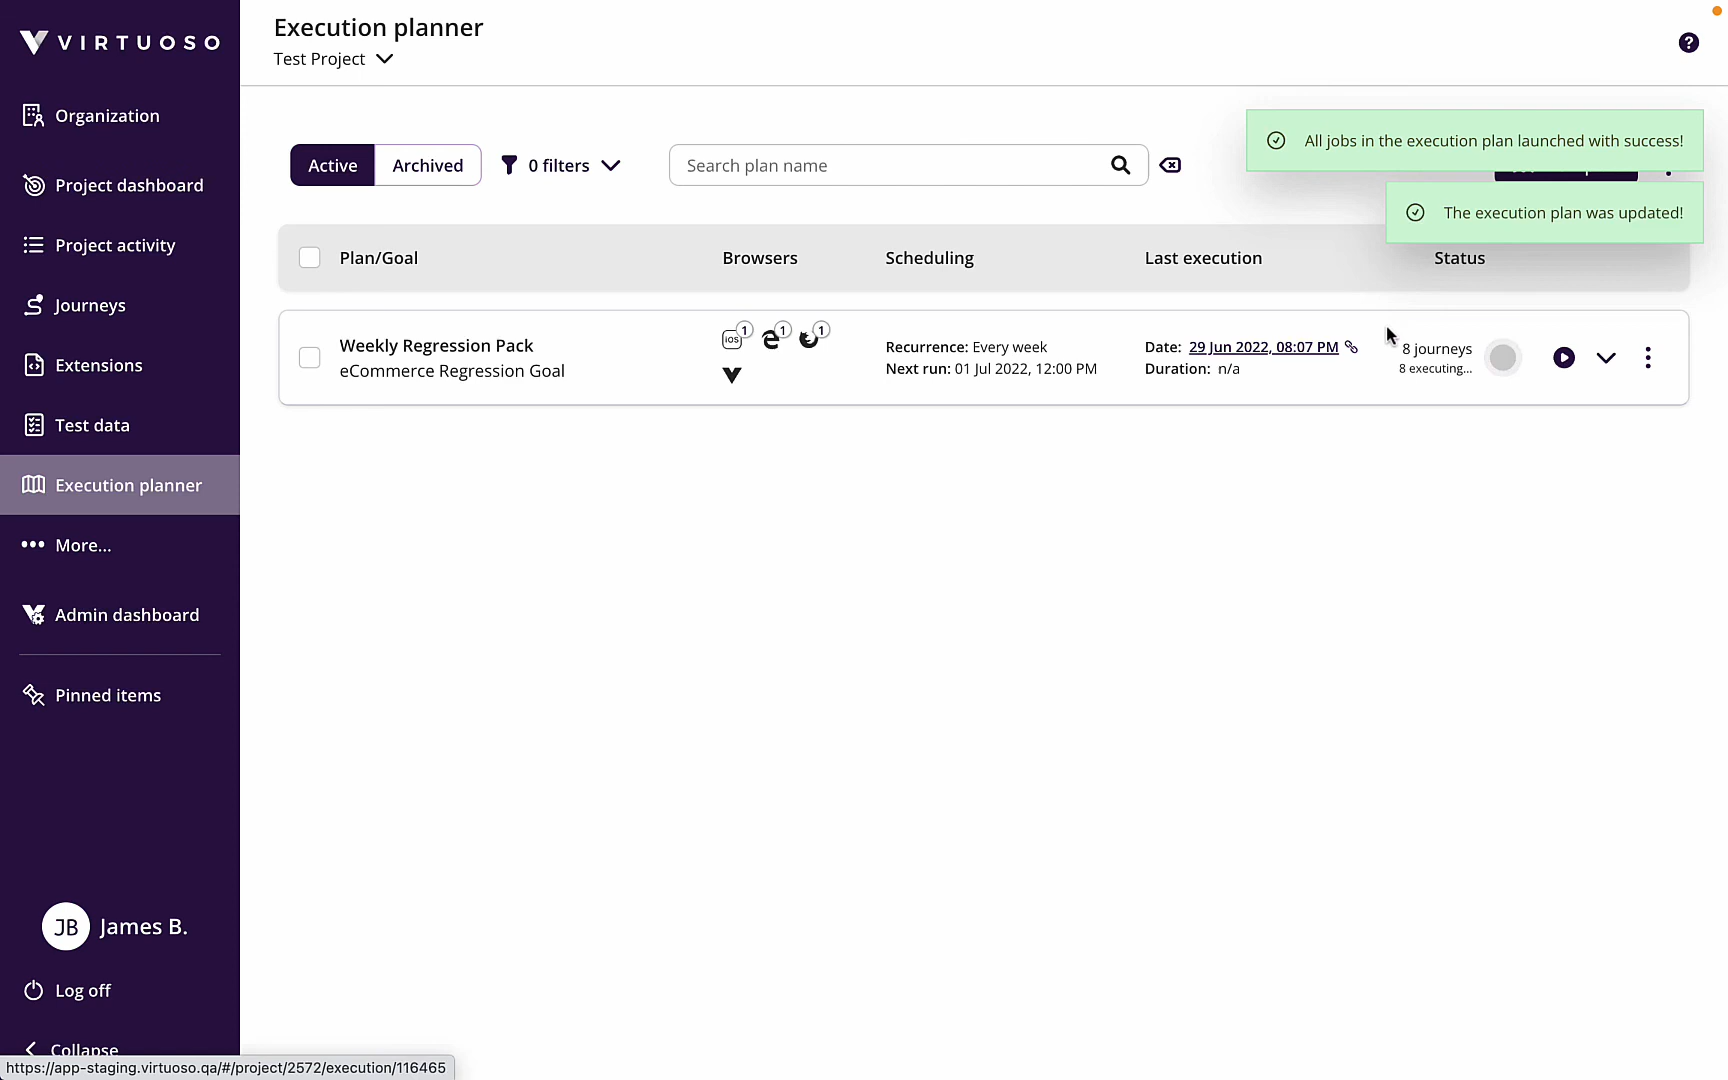 VIRTUOSO
Organization
Project dashboard
Project activity
Journeys
Extensions
Test data
Execution planner
More...
Admin dashboard
Pinned items
JB James B.
Log off
Collapse
https://app-staging.virtuoso.qa/#/project/2572/execution/116465
Execution planner
Test Project
?
Active Archived 0 filters Search plan name
All jobs in the execution plan launched with success!
The execution plan was updated!
Plan/Goal Browsers Scheduling Last execution Status
Weekly Regression Pack
eCommerce Regression Goal
iOS 1 1 1
Recurrence: Every week
Next run: 01 Jul 2022, 12:00 PM
Date: 29 Jun 2022, 08:07 PM
Duration: n/a
8 journeys
8 executing...